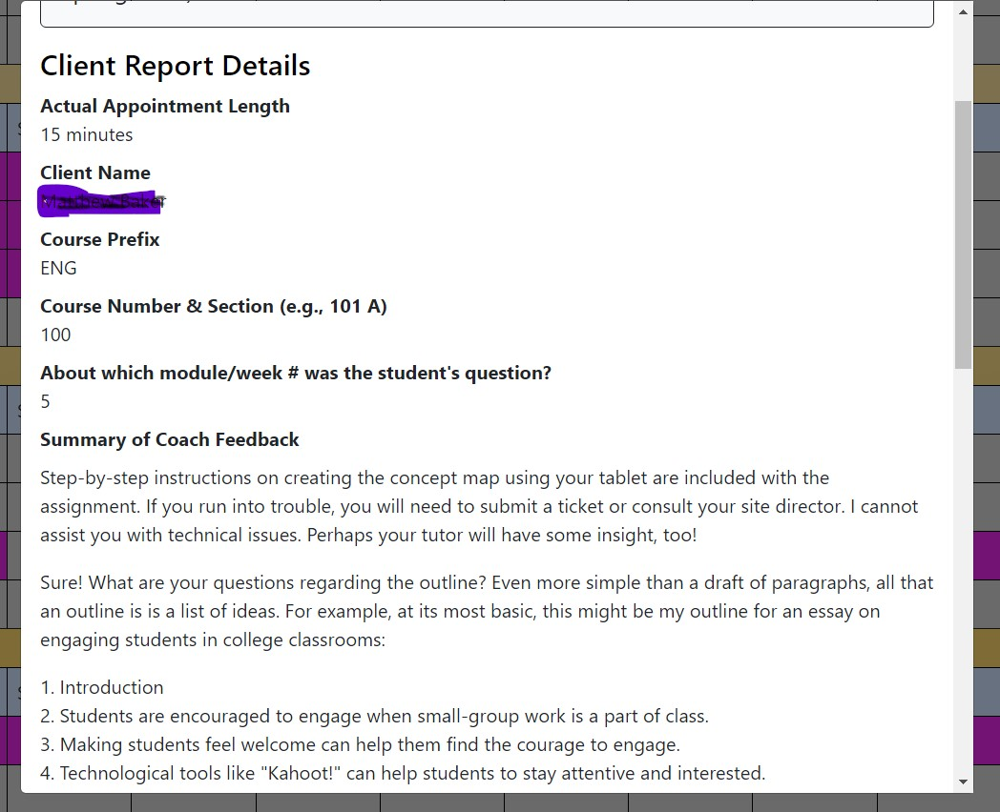 Client Report Details
Actual Appointment Length
15 minutes
Client Name
Course Prefix
ENG
Course Number & Section (e.g., 101 A)
100
About which module/week # was the student's question?
5
Summary of Coach Feedback
Step-by-step instructions on creating the concept map using your tablet are included with the
assignment. If you run into trouble, you will need to submit a ticket or consult your site director. I cannot
assist you with technical issues. Perhaps your tutor will have some insight, too!
Sure! What are your questions regarding the outline? Even more simple than a draft of paragraphs, all that
an outline is is a list of ideas. For example, at its most basic, this might be my outline for an essay on
engaging students in college classrooms:
1. Introduction
2. Students are encouraged to engage when small-group work is a part of class.
3. Making students feel welcome can help them find the courage to engage.
4. Technological tools like "Kahoot!" can help students to stay attentive and interested.